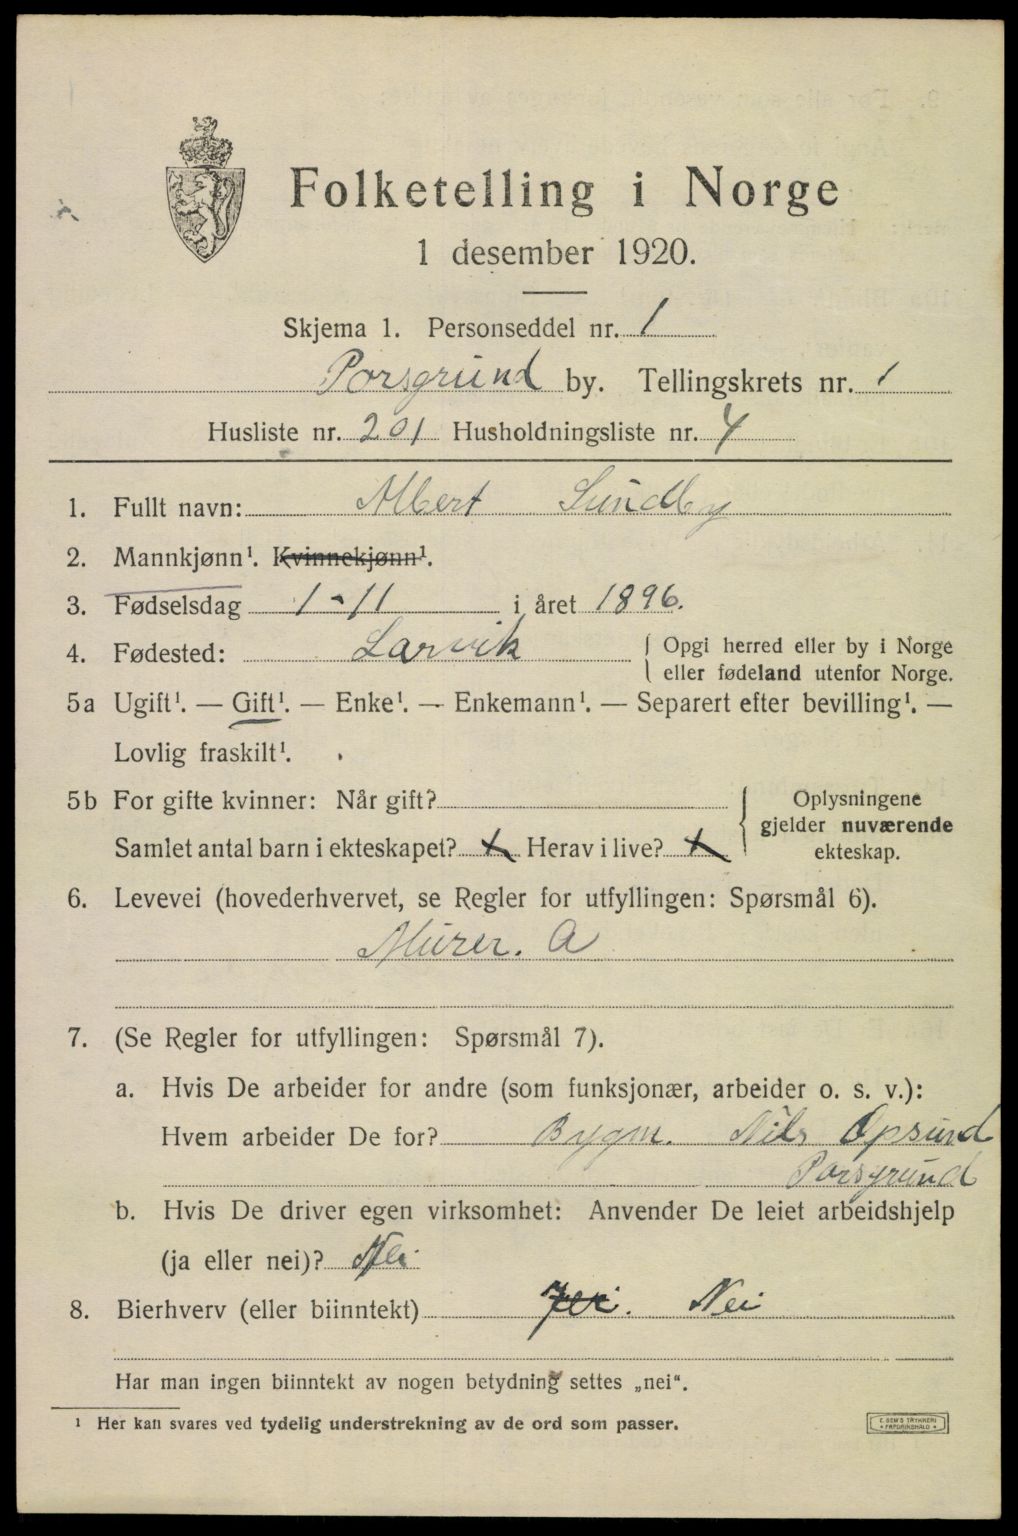 Folketelling i Norge
1 desember 1920.
Skjema 1. Personseddel nr. 1
Porsgrund by. Tellingskrets nr. 1
Husliste nr. 201 Husholdningsliste nr. 4
1. Fullt navn: Albert Sundby
2. Mannkjønn¹. Kvinnekjønn¹.
3. Fødselsdag 1-11 i året 1896.
4. Fødested: Larvik { Opgi herred eller by i Norge
eller fødeland utenfor Norge.
5a Ugift¹. — Gift¹. — Enke¹. — Enkemann¹. — Separert efter bevilling¹. —
Lovlig fraskilt¹.
5b For gifte kvinner: Når gift? { Oplysningene
gjelder nuværende
ekteskap.
Samlet antal barn i ekteskapet? x Herav i live? x
6. Levevei (hovederhvervet, se Regler for utfyllingen: Spørsmål 6).
Murer. A
7. (Se Regler for utfyllingen: Spørsmål 7).
a. Hvis De arbeider for andre (som funksjonær, arbeider o. s. v.):
Hvem arbeider De for? Bygm. Nils Opsund
Porsgrund
b. Hvis De driver egen virksomhet: Anvender De leiet arbeidshjelp
(ja eller nei)? Nei
8. Bierhverv (eller biinntekt) Nei
Har man ingen biinntekt av nogen betydning settes „nei“.
¹ Her kan svares ved tydelig understrekning av de ord som passer.
E. SEM'S TRYKKERI
FREDRIKSHALD